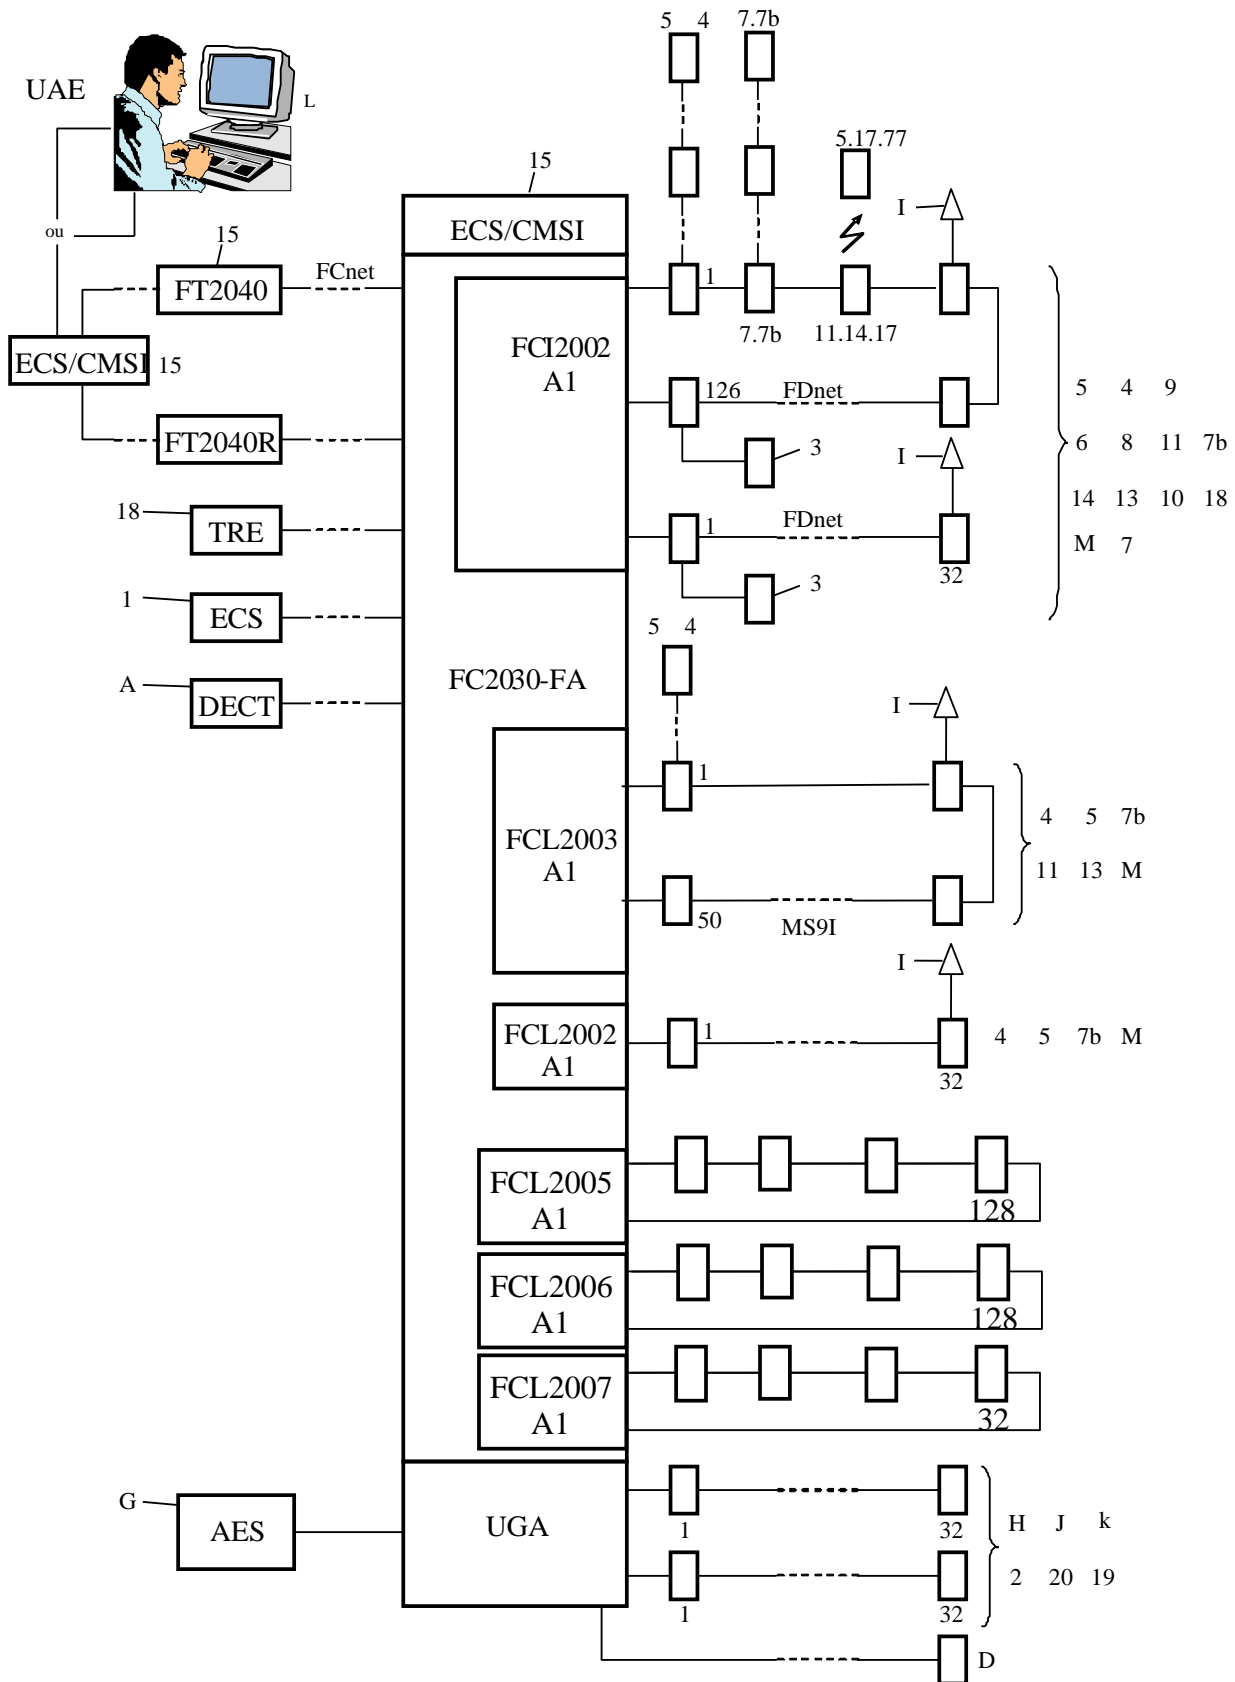 5 4 7.7b
UAE
L
5.17.77
15
I
ECS/CMSI
ou
15
FCnet
FT2040
1
7.7b 11.14.17
FCI2002
A1
ECS/CMSI 15
126 FDnet
5 4 9
FT2040R
3
I
6 8 11 7b
14 13 10 18
18
TRE
1 FDnet
M 7
32
3
1
ECS
5 4
FC2030-FA
A
DECT
I
1
FCL2003
A1
4 5 7b
11 13 M
50
MS9I
I
FCL2002
A1
1
4 5 7b M
32
FCL2005
A1
128
FCL2006
A1
128
FCL2007
A1
32
G
AES
UGA
1
32
H J k
2 20 19
1
32
D